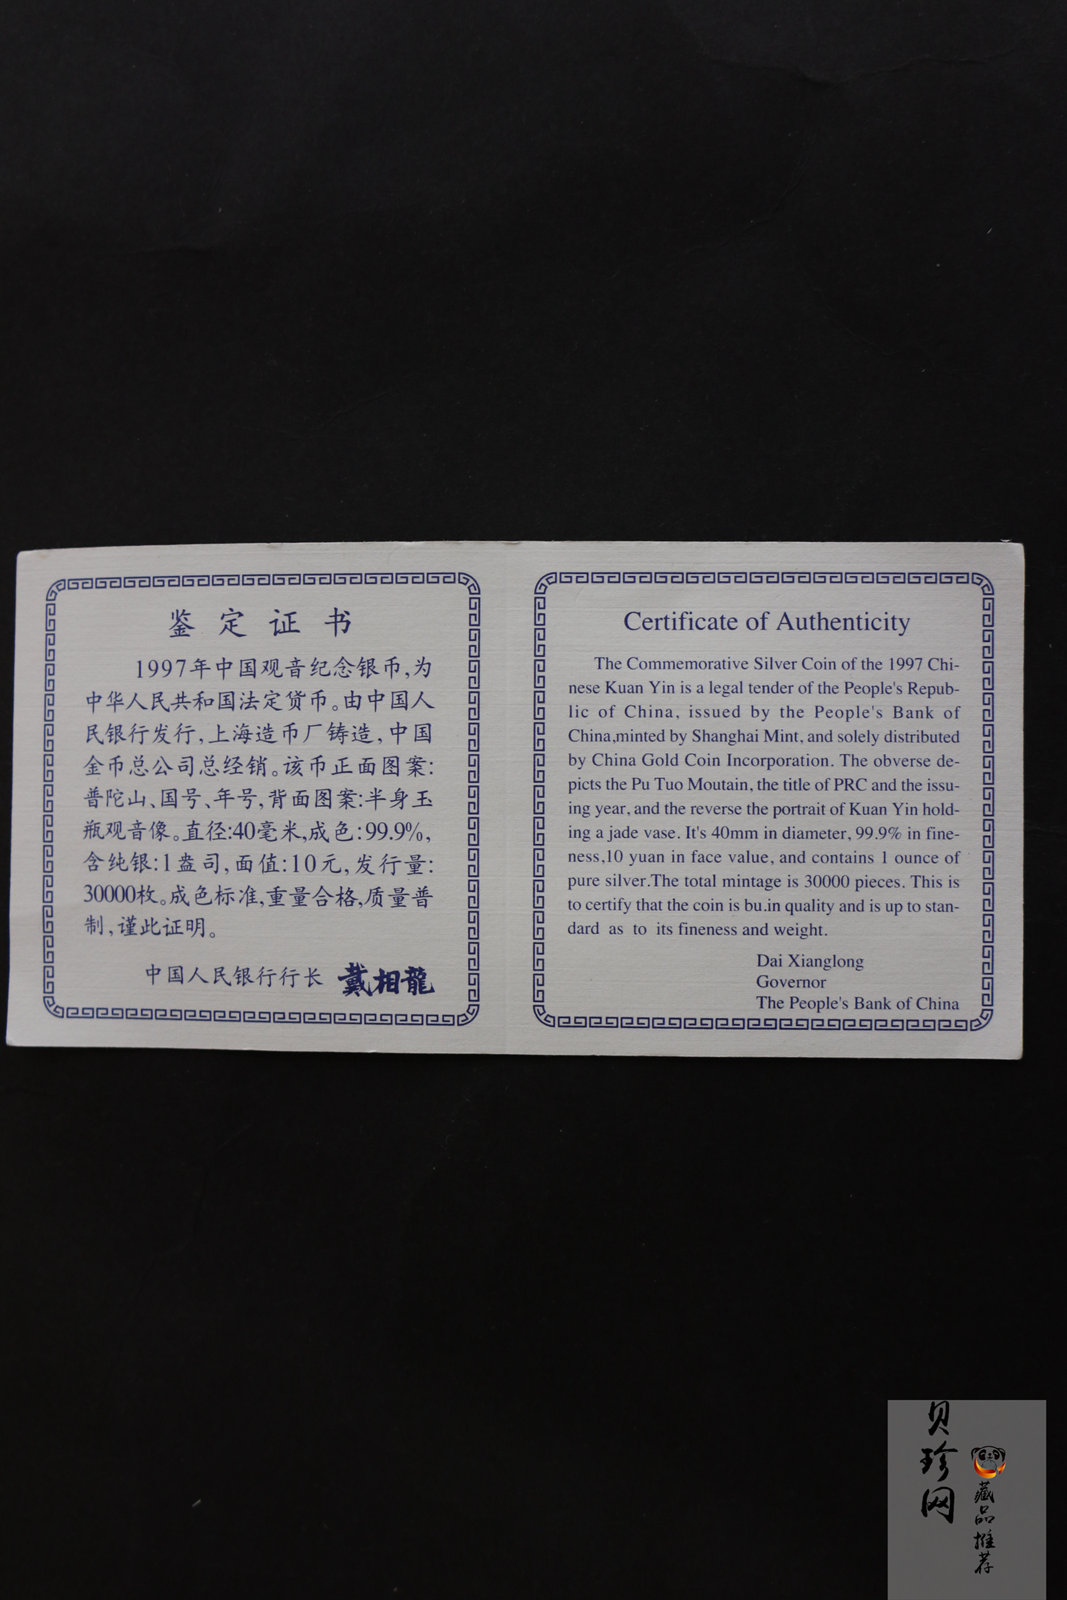 鉴定证书
1997年中国观音纪念银币,为
中华人民共和国法定货币。由中国人
民银行发行,上海造币厂铸造,中国
金币总公司总经销。该币正面图案:
普陀山、国号、年号,背面图案:半身玉
瓶观音像。直径:40毫米,成色:99.9%,
含纯银:1盎司,面值:10元,发行量:
30000枚。成色标准,重量合格,质量普
制,谨此证明。
中国人民银行行长 戴相龍
Certificate of Authenticity
The Commemorative Silver Coin of the 1997 Chi-
nese Kuan Yin is a legal tender of the People's Repub-
lic of China, issued by the People's Bank of
China,minted by Shanghai Mint, and solely distributed
by China Gold Coin Incorporation. The obverse de-
picts the Pu Tuo Moutain, the title of PRC and the issu-
ing year, and the reverse the portrait of Kuan Yin hold-
ing a jade vase. It's 40mm in diameter, 99.9% in fine-
ness,10 yuan in face value, and contains 1 ounce of
pure silver.The total mintage is 30000 pieces. This is
to certify that the coin is bu.in quality and is up to stan-
dard as to its fineness and weight.
Dai Xianglong
Governor
The People's Bank of China
贝珍网
藏品推荐